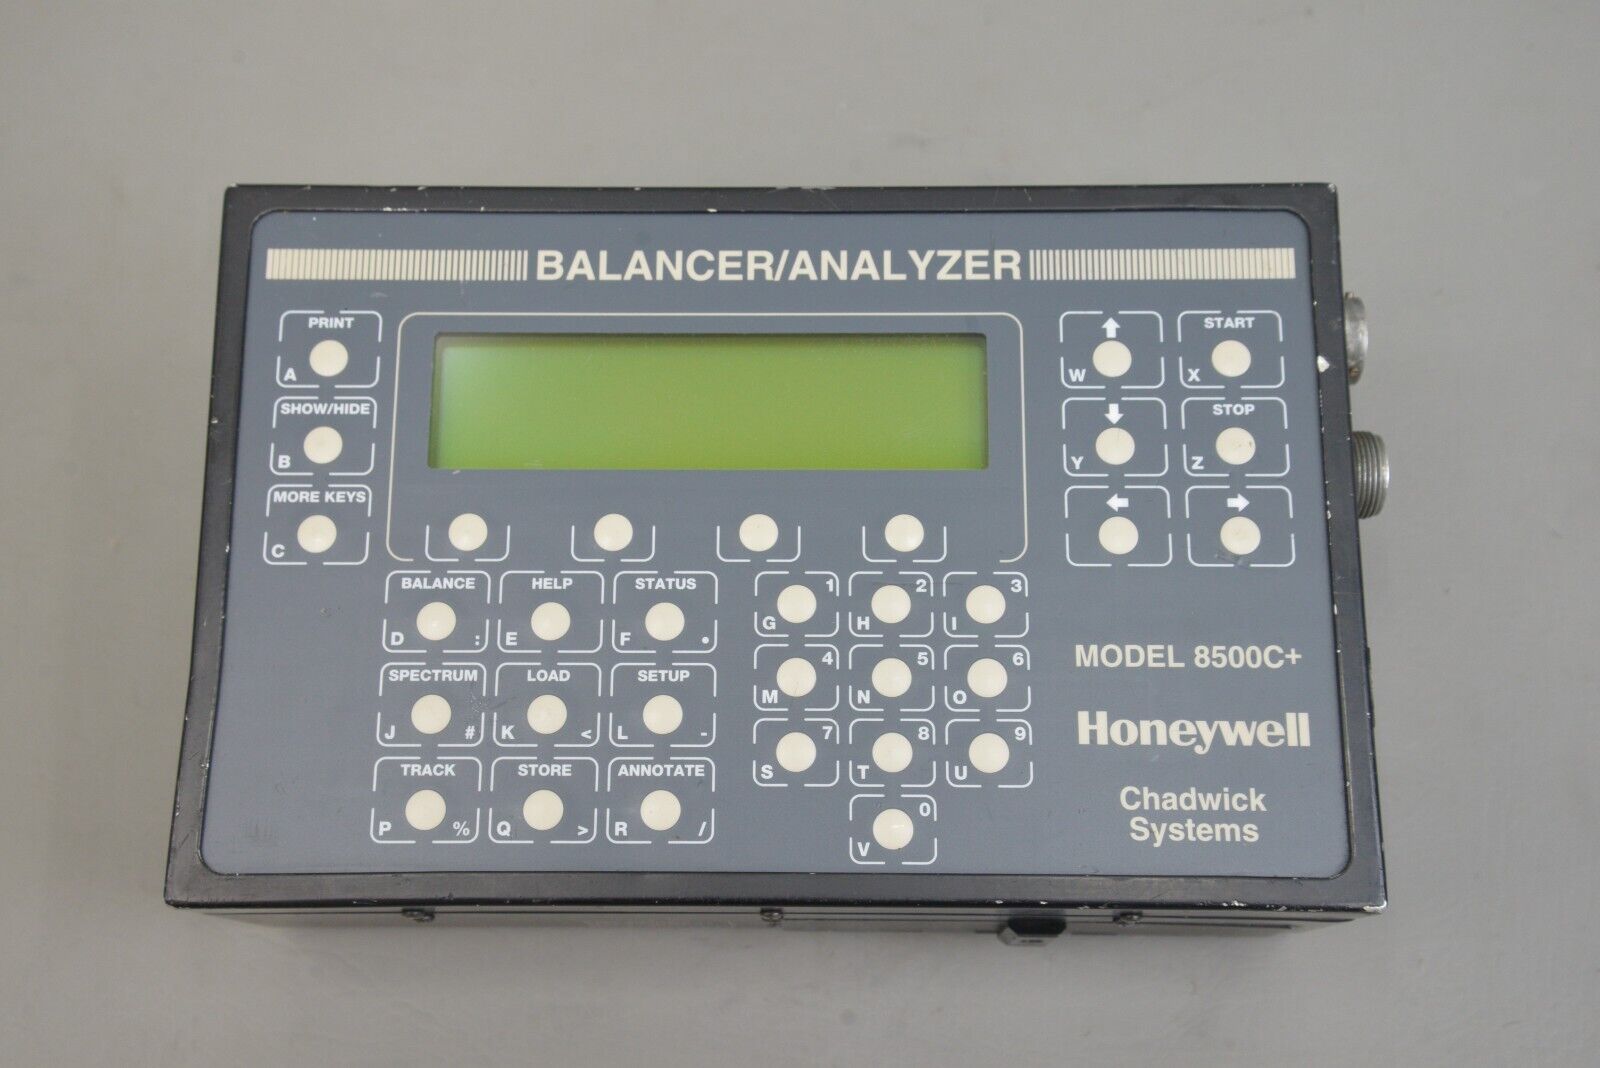 BALANCER/ANALYZER
PRINT
A
SHOW/HIDE
B
MORE KEYS
C
W
START
X
Y
STOP
Z
BALANCE
D :
HELP
E
STATUS
F •
SPECTRUM
J #
LOAD
K <
SETUP
L -
TRACK
P %
STORE
Q >
ANNOTATE
R /
1
G
2
H
3
I
4
M
5
N
6
O
7
S
8
T
9
U
0
V
MODEL 8500C+
Honeywell
Chadwick
Systems